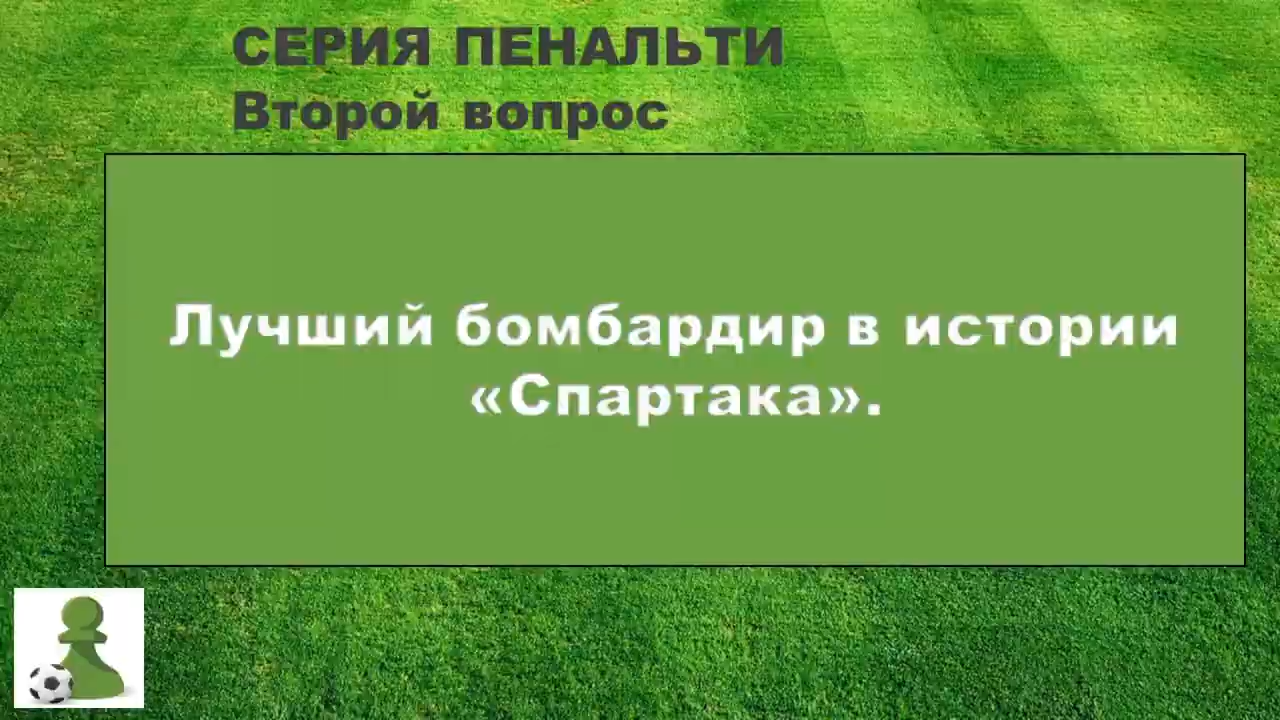 СЕРИЯ ПЕНАЛЬТИ
Второй вопрос
Лучший бомбардир в истории
«Спартака».